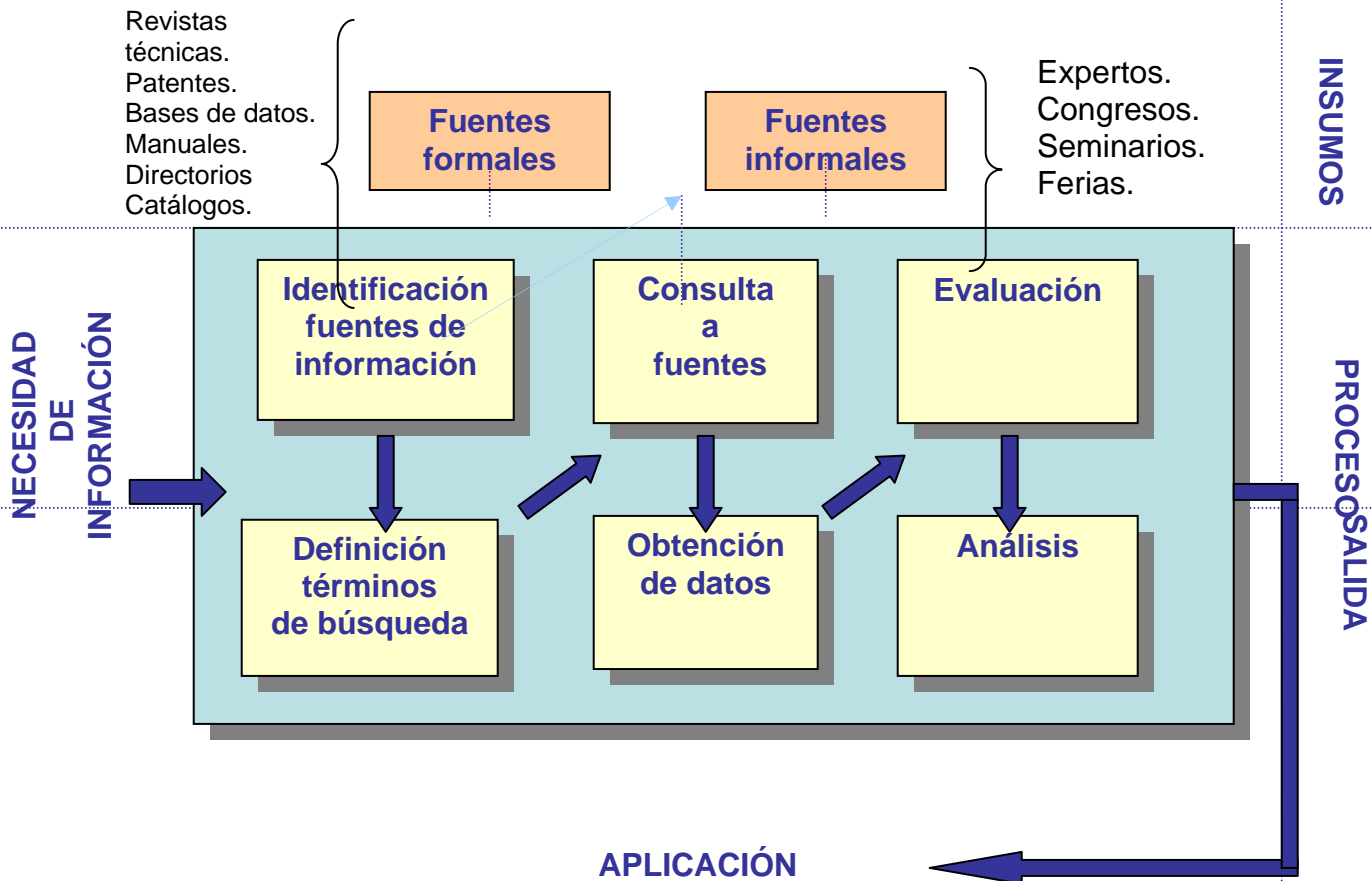 Revistas
técnicas.
Patentes.
Bases de datos.
Manuales.
Directorios
Catálogos.
Fuentes
formales
Fuentes
informales
Expertos.
Congresos.
Seminarios.
Ferias.
INSUMOS
NECESIDAD
DE
INFORMACIÓN
Identificación
fuentes de
información
Consulta
a
fuentes
Evaluación
Definición
términos
de búsqueda
Obtención
de datos
Análisis
PROCESO
SALIDA
APLICACIÓN